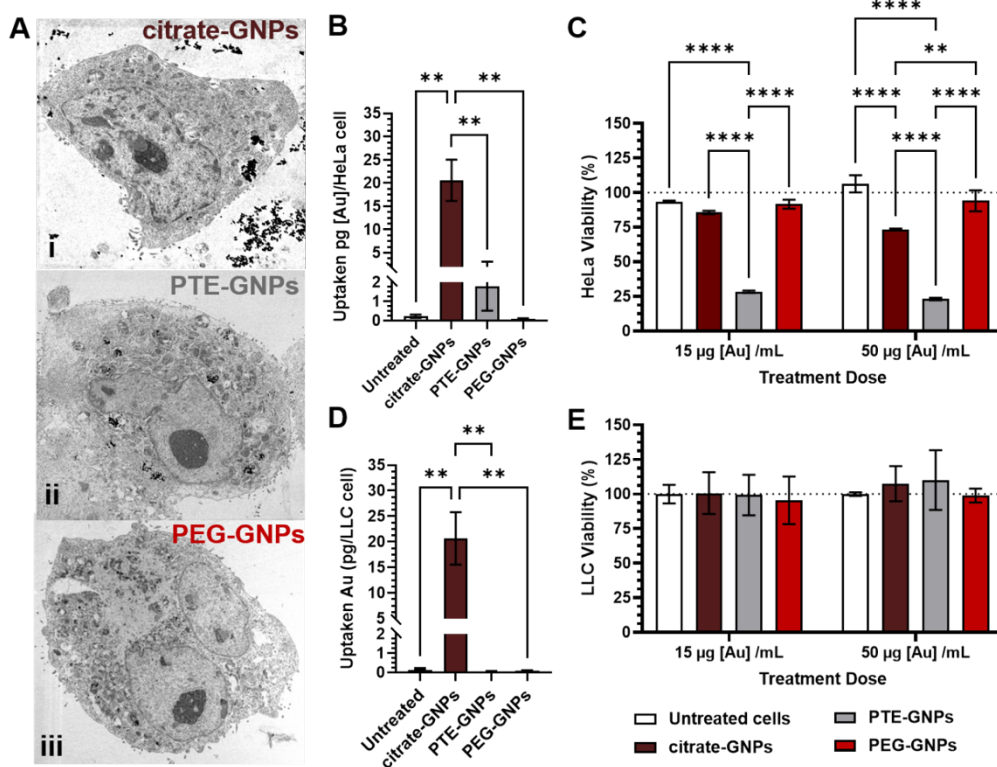 A
citrate-GNPs
i
PTE-GNPs
ii
PEG-GNPs
iii
B
** **
**
Uptaken pg [Au]/HeLa cell
35
30
25
20
15
10
5
2
1
0
Untreated
citrate-GNPs
PTE-GNPs
PEG-GNPs
C
****
**** **
**** **** ****
**** ****
HeLa Viability (%)
150
125
100
75
50
25
0
15 µg [Au] /mL 50 µg [Au] /mL
Treatment Dose
D
**
** **
Uptaken Au (pg/LLC cell)
35
30
25
20
15
10
5
2
1
0
Untreated
citrate-GNPs
PTE-GNPs
PEG-GNPs
E
LLC Viability (%)
150
125
100
75
50
25
0
15 µg [Au] /mL 50 µg [Au] /mL
Treatment Dose
Untreated cells PTE-GNPs
citrate-GNPs PEG-GNPs